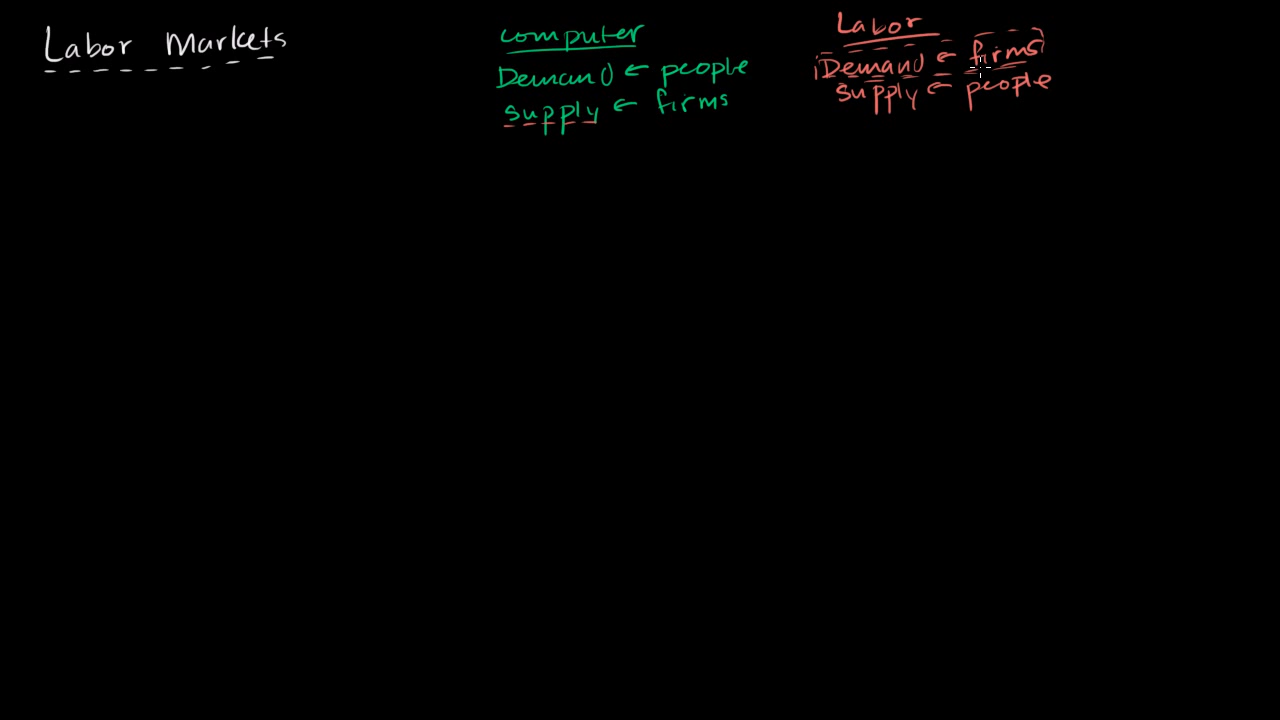 Labor Markets
computer
Demand ← people
supply ← firms
Labor
Demand ← firms
supply ← people